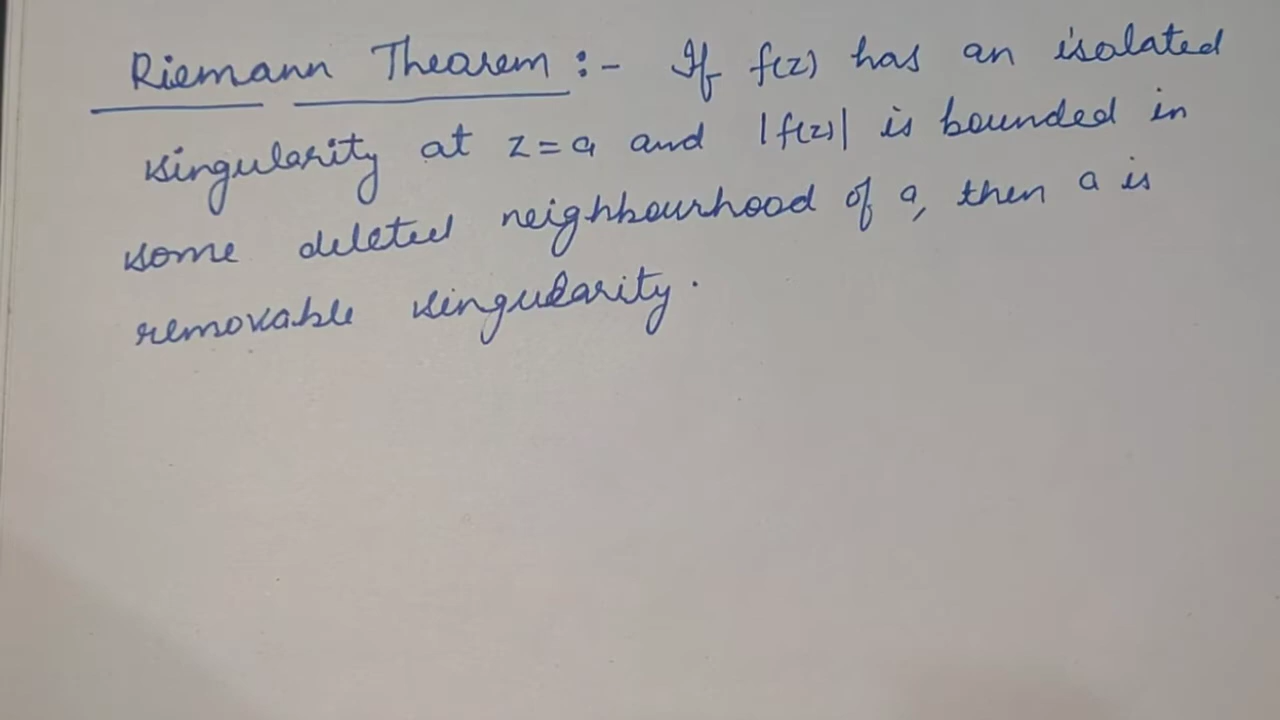 Riemann Theorem :- If f(z) has an isolated
singularity at z = a and |f(z)| is bounded in
some deleted neighbourhood of a, then a is
removable singularity.